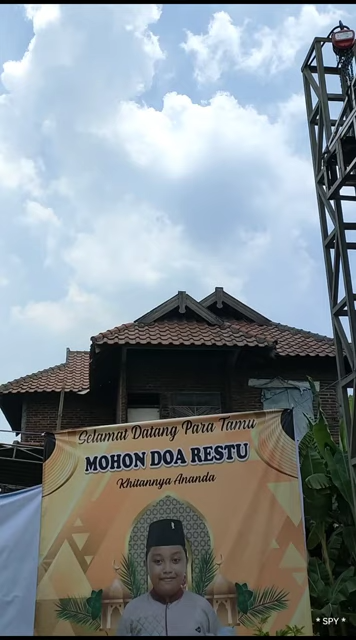 Selamat Datang Para Tamu
MOHON DOA RESTU
Khitannya Ananda
* SPY *